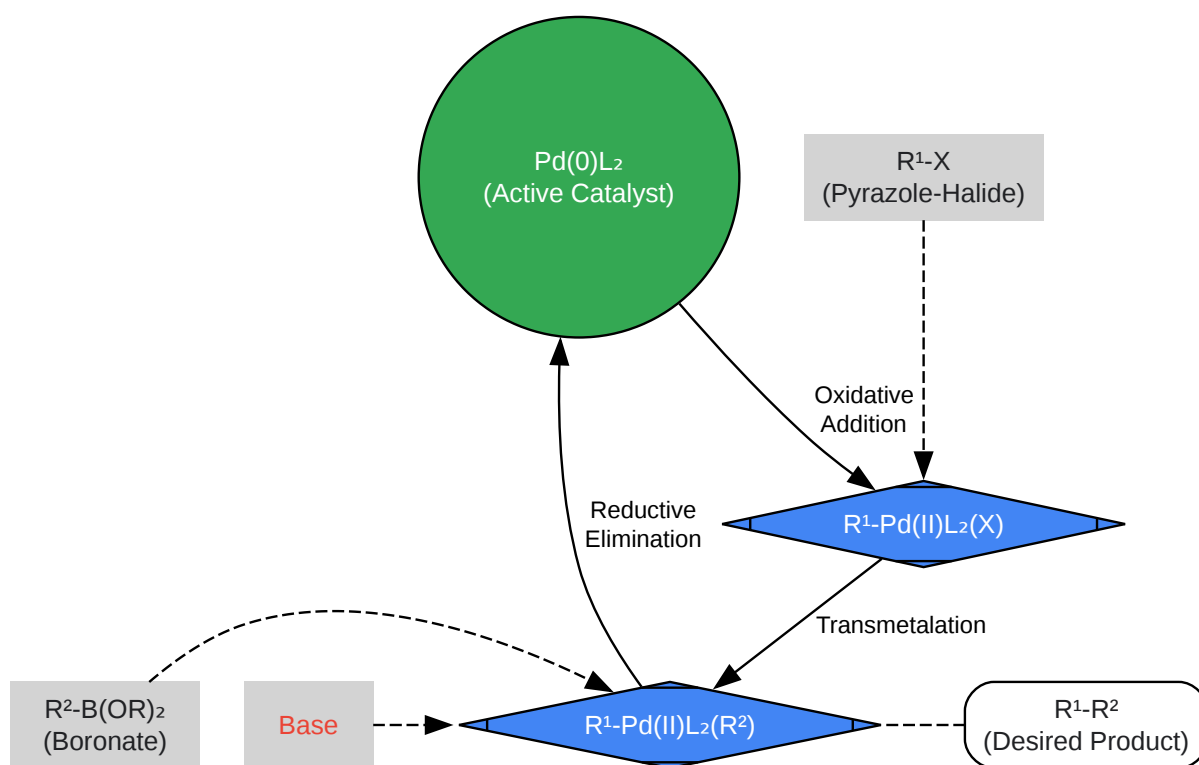 Pd(0)L₂
(Active Catalyst)
R¹-X
(Pyrazole-Halide)
Oxidative
Addition
Reductive
Elimination
R¹-Pd(II)L₂(X)
Transmetalation
R²-B(OR)₂
(Boronate)
Base
R¹-Pd(II)L₂(R²)
R¹-R²
(Desired Product)